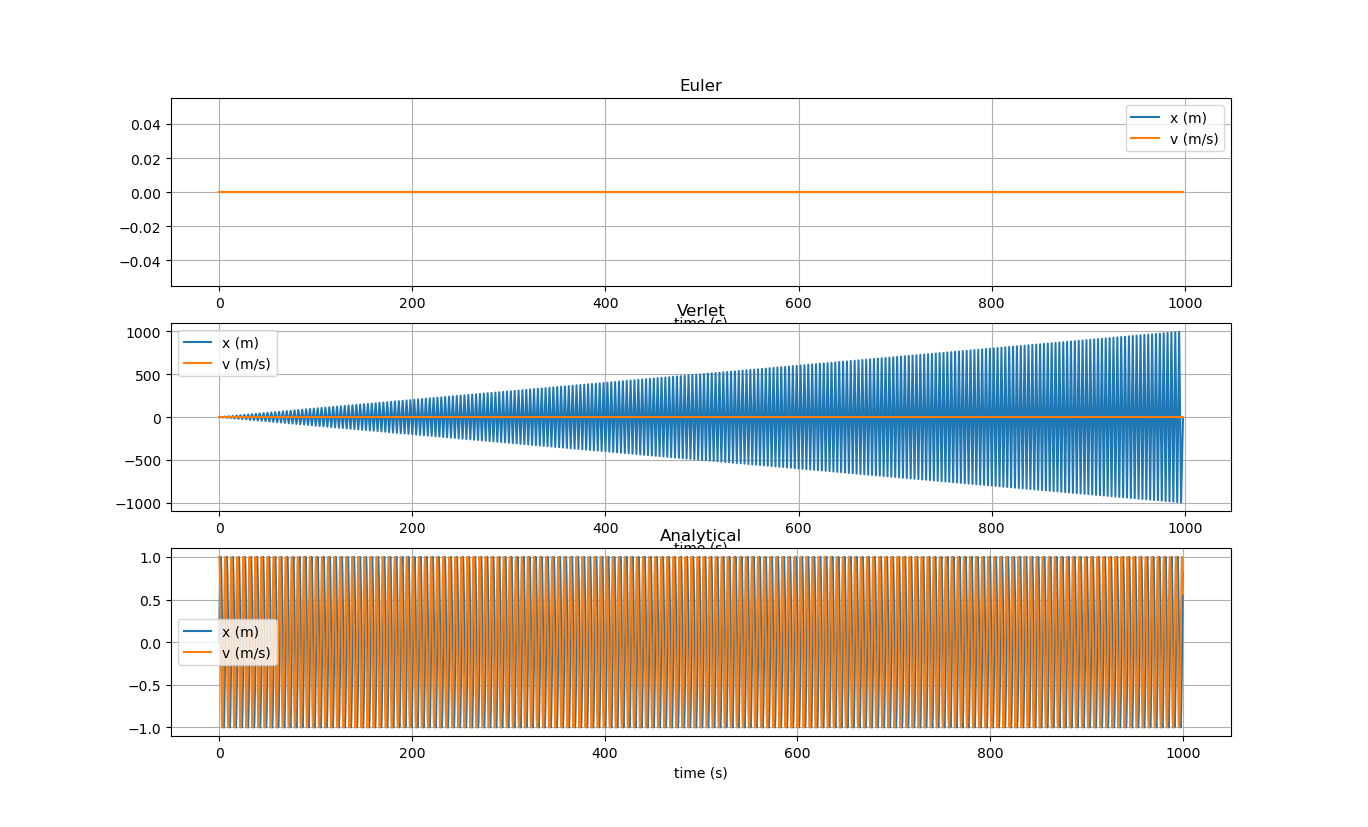 Euler
0.04
0.02
0.00
−0.02
−0.04
x (m)
v (m/s)
0 200 400 600 800 1000
time (s)
Verlet
1000
500
0
−500
−1000
x (m)
v (m/s)
0 200 400 600 800 1000
time (s)
Analytical
1.0
0.5
0.0
−0.5
−1.0
x (m)
v (m/s)
0 200 400 600 800 1000
time (s)